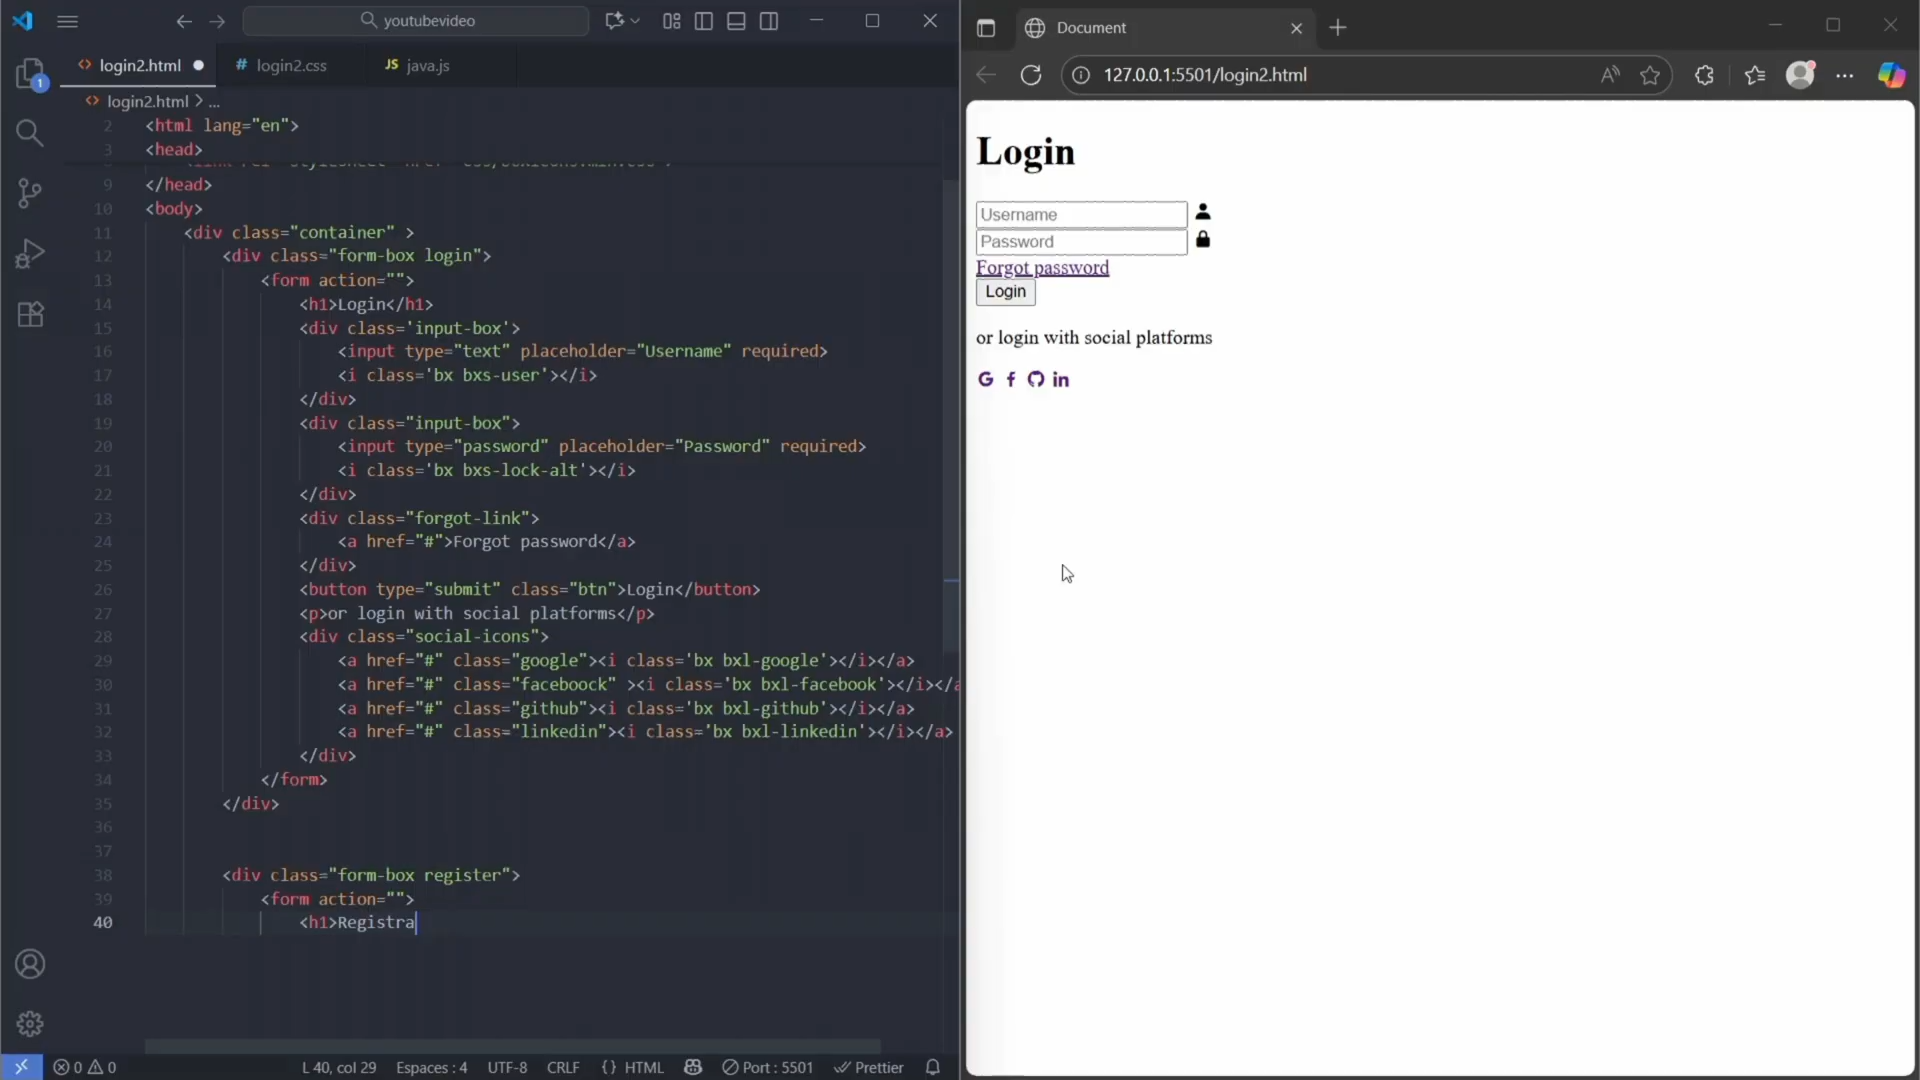 youtubevideo
login2.html
# login2.css
JS java.js
login2.html > ...
2 <html lang="en">
3 <head>
9 </head>
10 <body>
11 <div class="container" >
12 <div class="form-box login">
13 <form action="">
14 <h1>Login</h1>
15 <div class='input-box'>
16 <input type="text" placeholder="Username" required>
17 <i class='bx bxs-user'></i>
18 </div>
19 <div class="input-box">
20 <input type="password" placeholder="Password" required>
21 <i class='bx bxs-lock-alt'></i>
22 </div>
23 <div class="forgot-link">
24 <a href="#">Forgot password</a>
25 </div>
26 <button type="submit" class="btn">Login</button>
27 <p>or login with social platforms</p>
28 <div class="social-icons">
29 <a href="#" class="google"><i class='bx bxl-google'></i></a>
30 <a href="#" class="faceboock" ><i class='bx bxl-facebook'></i></a
31 <a href="#" class="github"><i class='bx bxl-github'></i></a>
32 <a href="#" class="linkedin"><i class='bx bxl-linkedin'></i></a>
33 </div>
34 </form>
35 </div>
36
37
38 <div class="form-box register">
39 <form action="">
40 <h1>Registra
1
0 0 L 40, col 29 Espaces : 4 UTF-8 CRLF {} HTML Port : 5501 Prettier
Document
127.0.0.1:5501/login2.html
Login
Username
Password
Forgot password
Login
or login with social platforms